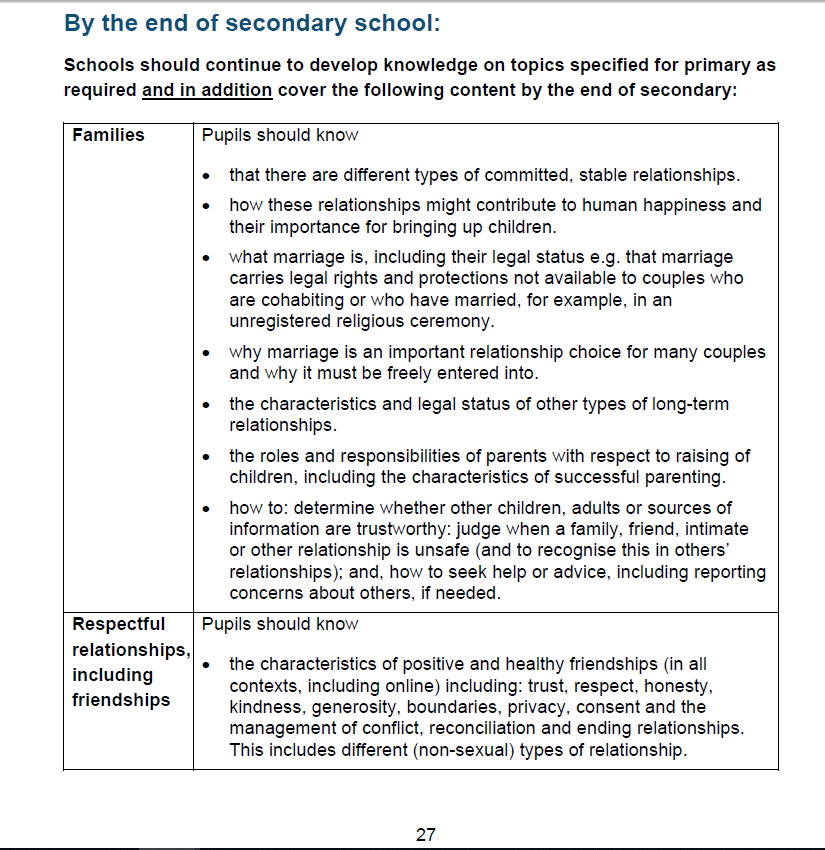 By the end of secondary school:
Schools should continue to develop knowledge on topics specified for primary as
required and in addition cover the following content by the end of secondary:
Families
Pupils should know
• that there are different types of committed, stable relationships.
• how these relationships might contribute to human happiness and
their importance for bringing up children.
• what marriage is, including their legal status e.g. that marriage
carries legal rights and protections not available to couples who
are cohabiting or who have married, for example, in an
unregistered religious ceremony.
• why marriage is an important relationship choice for many couples
and why it must be freely entered into.
• the characteristics and legal status of other types of long-term
relationships.
• the roles and responsibilities of parents with respect to raising of
children, including the characteristics of successful parenting.
• how to: determine whether other children, adults or sources of
information are trustworthy: judge when a family, friend, intimate
or other relationship is unsafe (and to recognise this in others’
relationships); and, how to seek help or advice, including reporting
concerns about others, if needed.
Respectful
relationships,
including
friendships
Pupils should know
• the characteristics of positive and healthy friendships (in all
contexts, including online) including: trust, respect, honesty,
kindness, generosity, boundaries, privacy, consent and the
management of conflict, reconciliation and ending relationships.
This includes different (non-sexual) types of relationship.
27